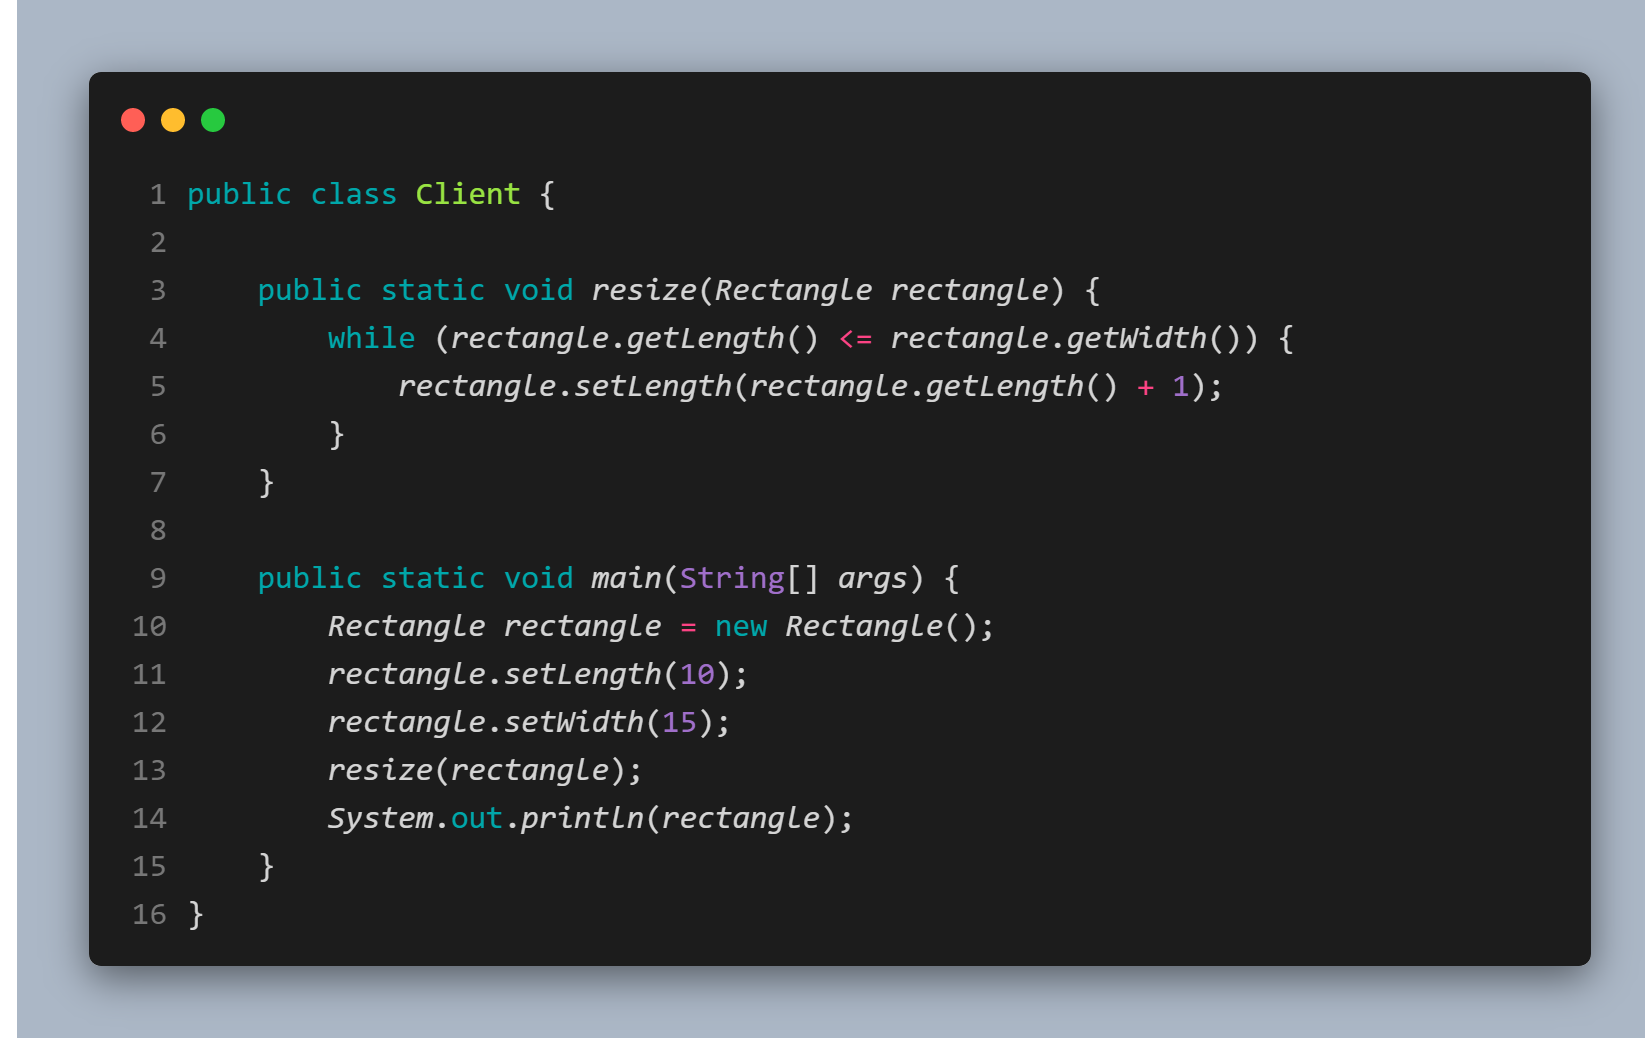 1 public class Client {
2
3     public static void resize(Rectangle rectangle) {
4         while (rectangle.getLength() <= rectangle.getWidth()) {
5             rectangle.setLength(rectangle.getLength() + 1);
6         }
7     }
8
9     public static void main(String[] args) {
10         Rectangle rectangle = new Rectangle();
11         rectangle.setLength(10);
12         rectangle.setWidth(15);
13         resize(rectangle);
14         System.out.println(rectangle);
15     }
16 }